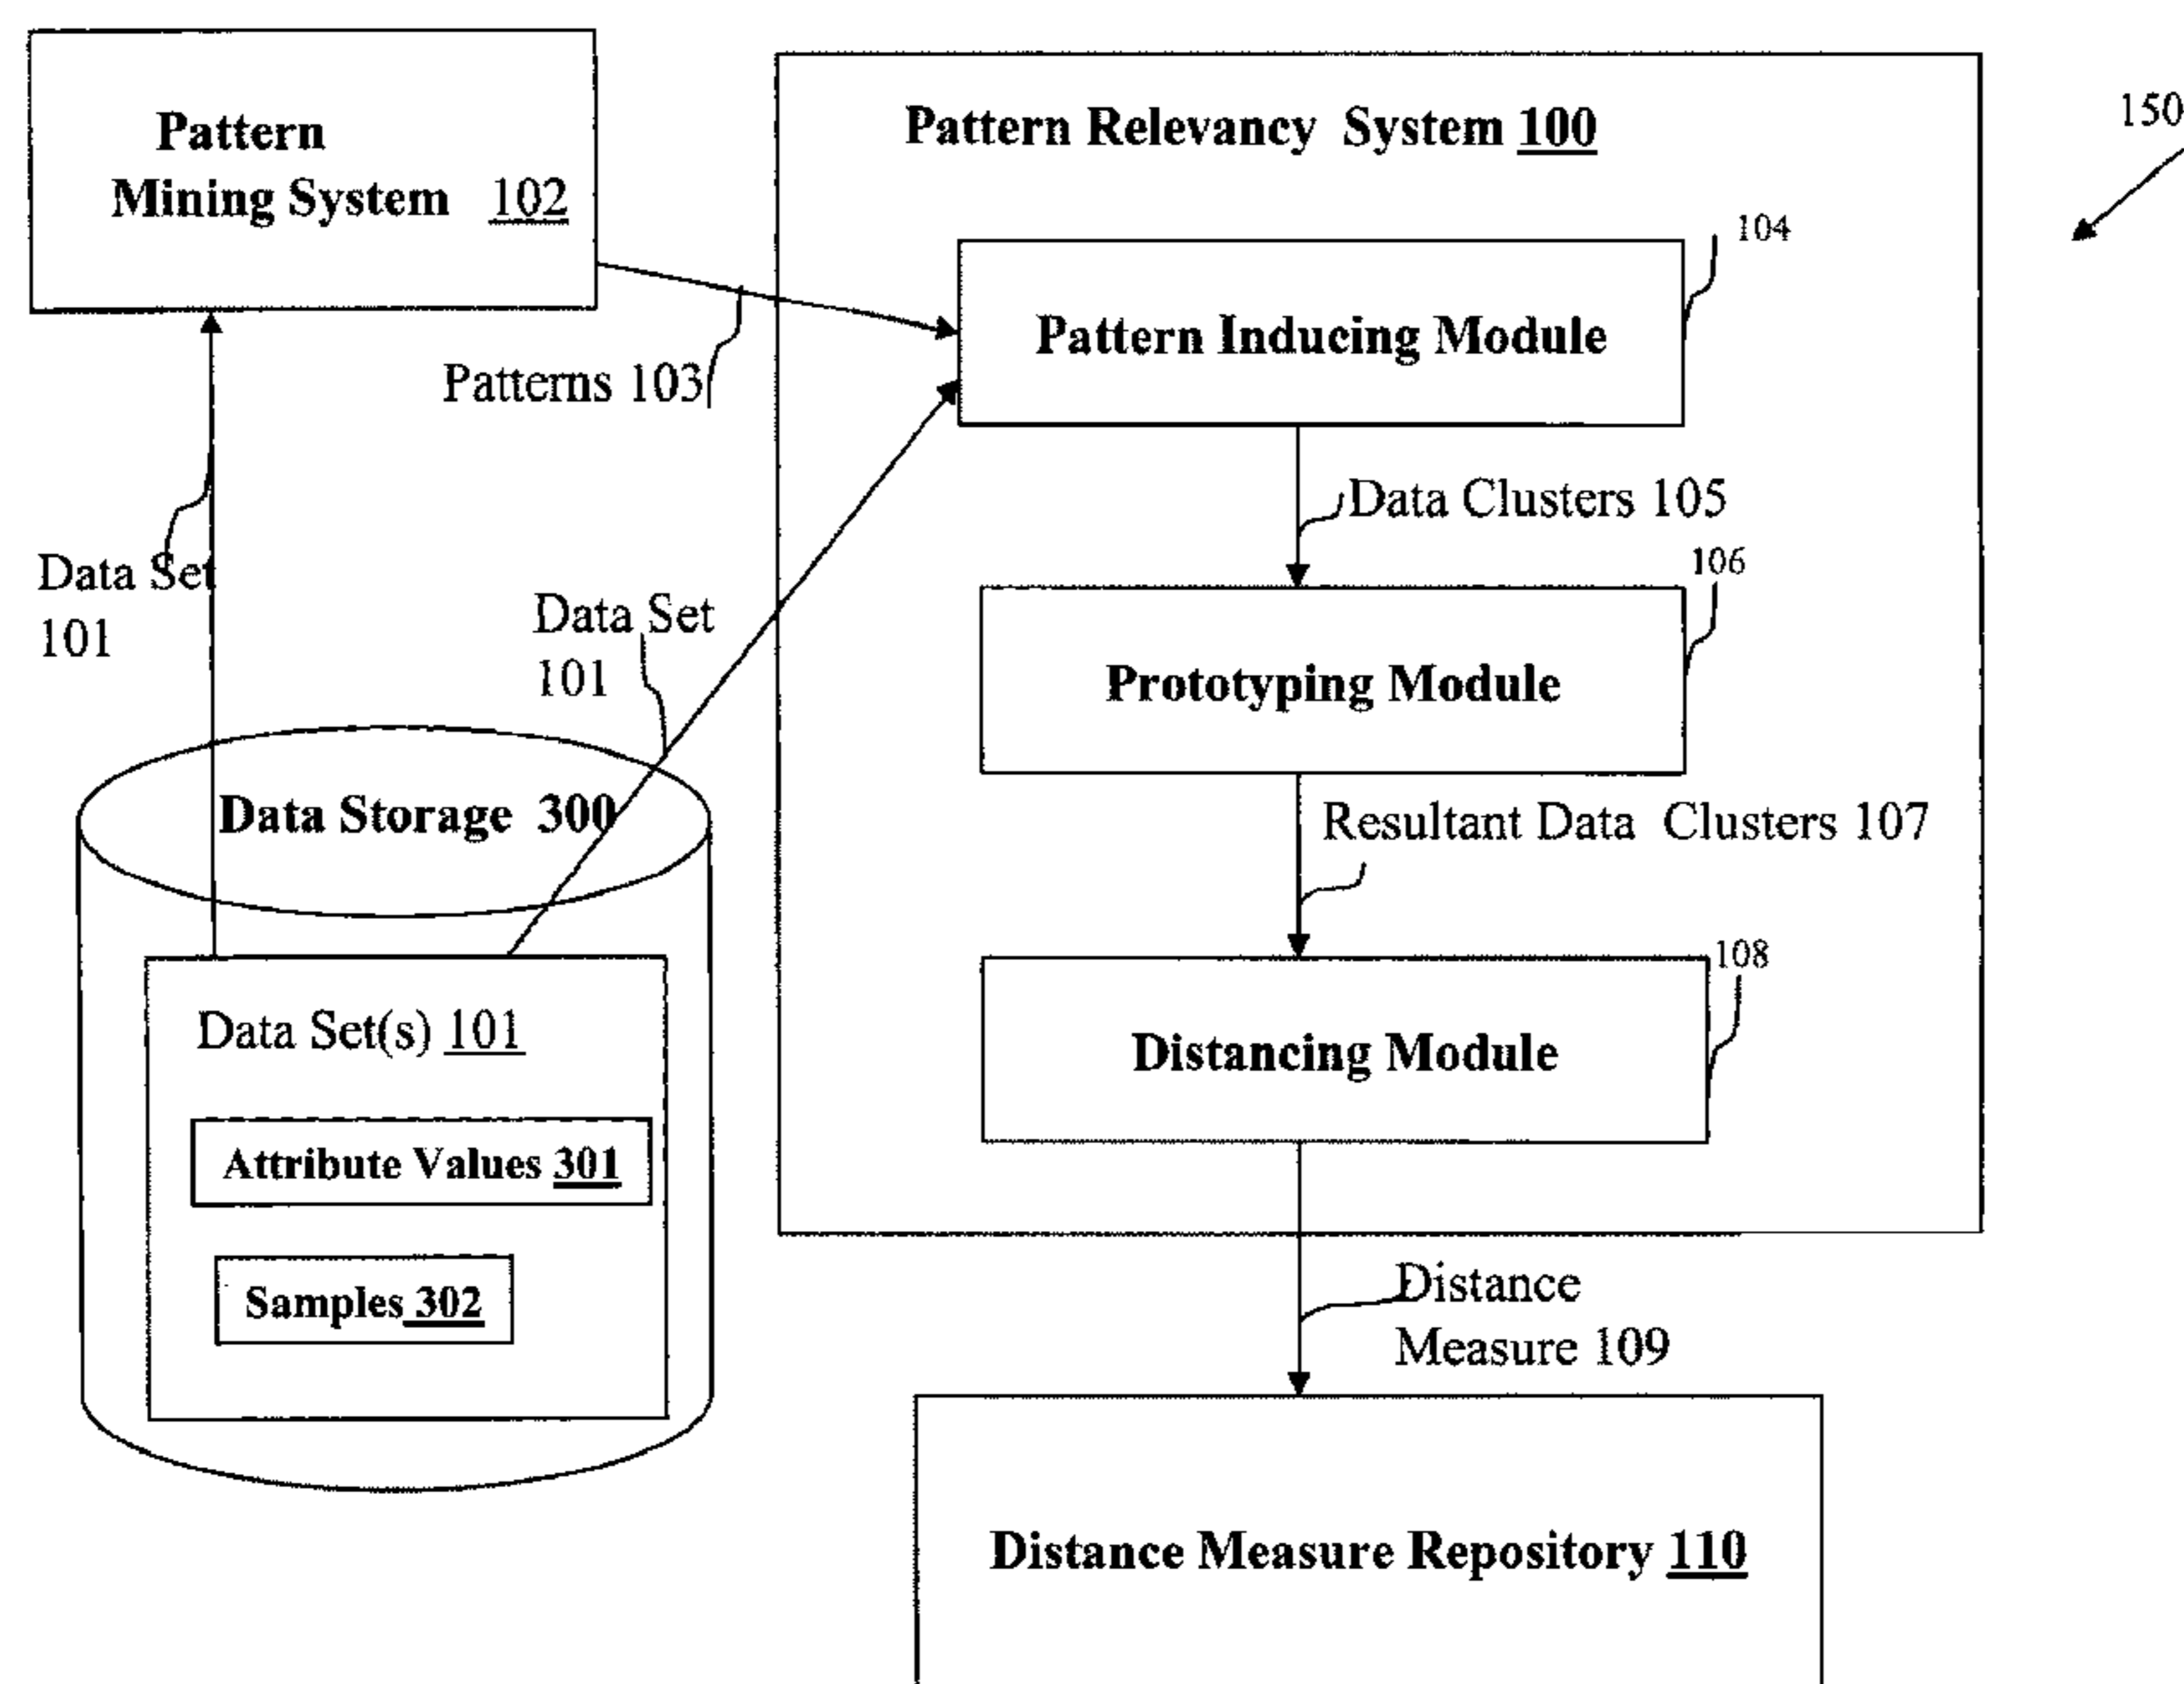 Pattern
Mining System 102
Pattern Relevancy System 100
150
104
Pattern Inducing Module
Patterns 103
Data Clusters 105
Data Set
101
106
Data Set
101
Prototyping Module
Data Storage 300
Resultant Data Clusters 107
108
Data Set(s) 101
Distancing Module
Attribute Values 301
Samples 302
Distance
Measure 109
Distance Measure Repository 110